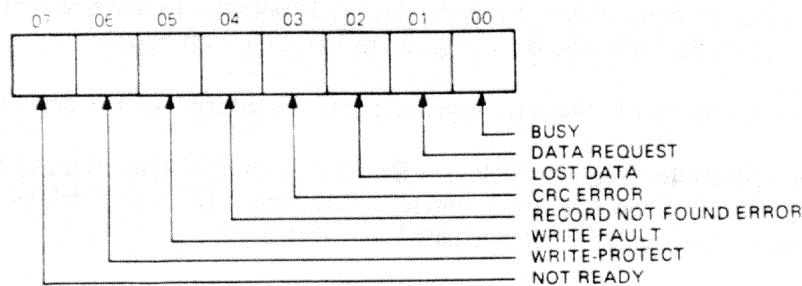 07 06 05 04 03 02 01 00
BUSY
DATA REQUEST
LOST DATA
CRC ERROR
RECORD NOT FOUND ERROR
WRITE FAULT
WRITE-PROTECT
NOT READY